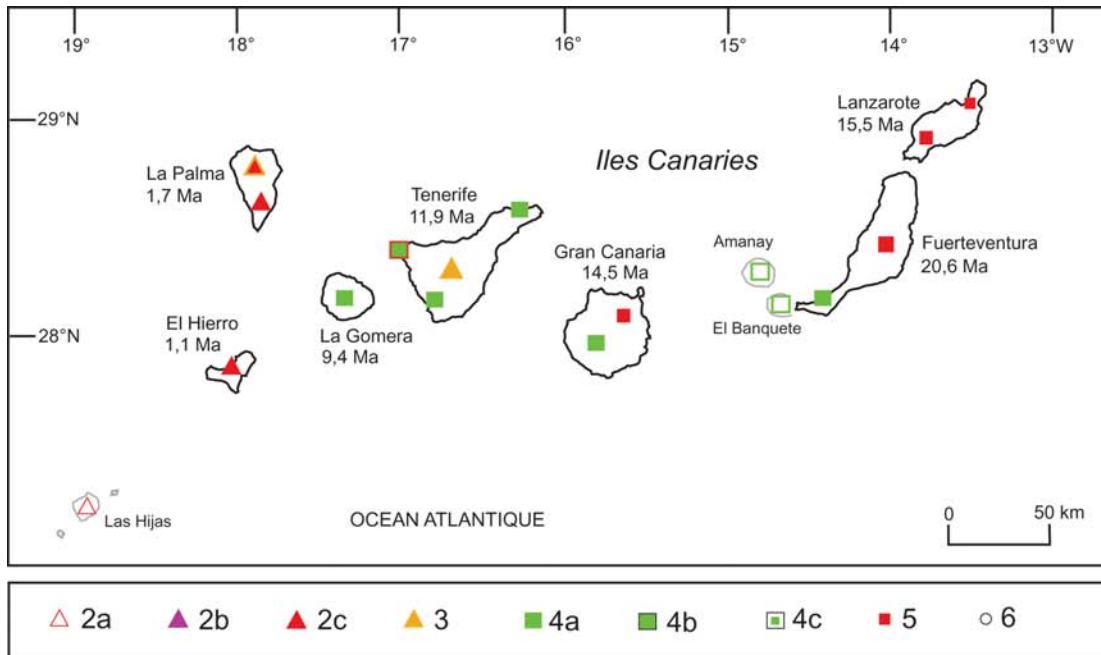 19° 18° 17° 16° 15° 14° 13°W
29°N
28°N
Lanzarote
15,5 Ma
Iles Canaries
La Palma
1,7 Ma
Tenerife
11,9 Ma
Gran Canaria
14,5 Ma
Amanay
Fuerteventura
20,6 Ma
El Banquete
El Hierro
1,1 Ma
La Gomera
9,4 Ma
Las Hijas
OCEAN ATLANTIQUE
0 50 km
2a 2b 2c 3 4a 4b 4c 5 6